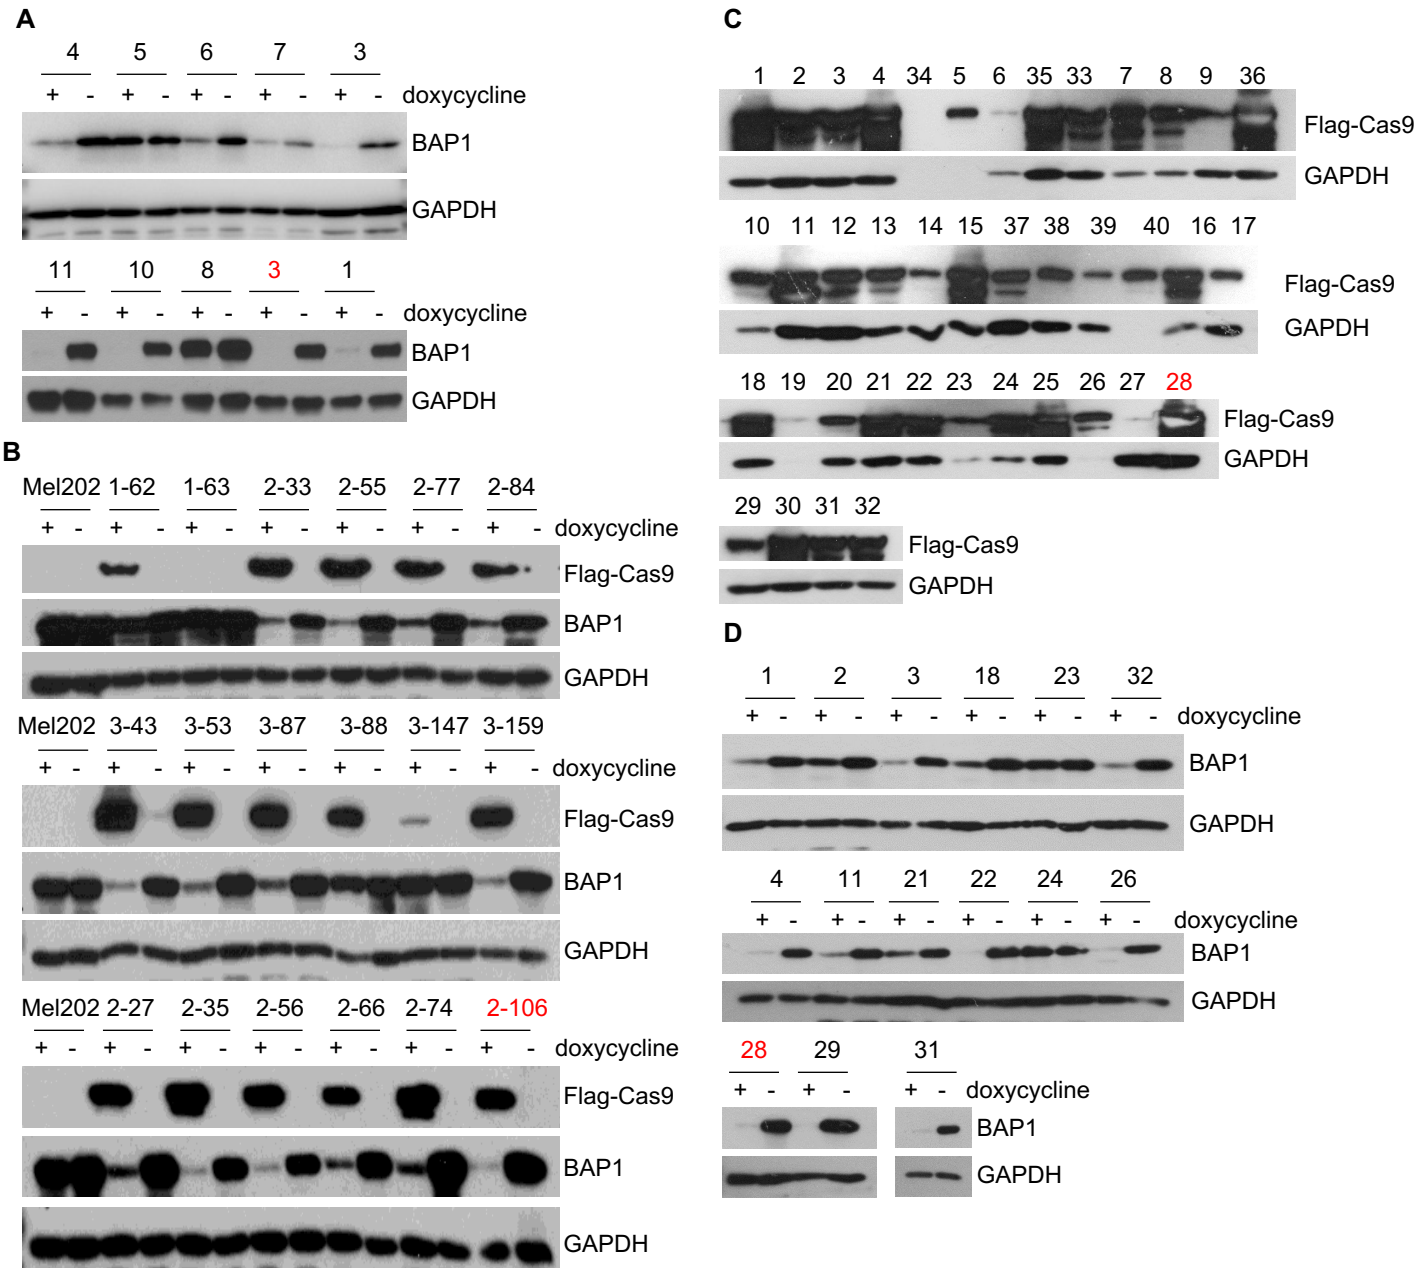 A
4 5 6 7 3
+ - + - + - + - + - doxycycline
BAP1
GAPDH
11 10 8 3 1
+ - + - + - + - + - doxycycline
BAP1
GAPDH
B
Mel202 1-62 1-63 2-33 2-55 2-77 2-84
+ - + - + - + - + - + - + - doxycycline
Flag-Cas9
BAP1
GAPDH
Mel202 3-43 3-53 3-87 3-88 3-147 3-159
+ - + - + - + - + - + - + - doxycycline
Flag-Cas9
BAP1
GAPDH
Mel202 2-27 2-35 2-56 2-66 2-74 2-106
+ - + - + - + - + - + - + - doxycycline
Flag-Cas9
BAP1
GAPDH
C
1 2 3 4 34 5 6 35 33 7 8 9 36
Flag-Cas9
GAPDH
10 11 12 13 14 15 37 38 39 40 16 17
Flag-Cas9
GAPDH
18 19 20 21 22 23 24 25 26 27 28
Flag-Cas9
GAPDH
29 30 31 32
Flag-Cas9
GAPDH
D
1 2 3 18 23 32
+ - + - + - + - + - + - doxycycline
BAP1
GAPDH
4 11 21 22 24 26
+ - + - + - + - + - + - doxycycline
BAP1
GAPDH
28 29 31
+ - + - + - doxycycline
BAP1
GAPDH